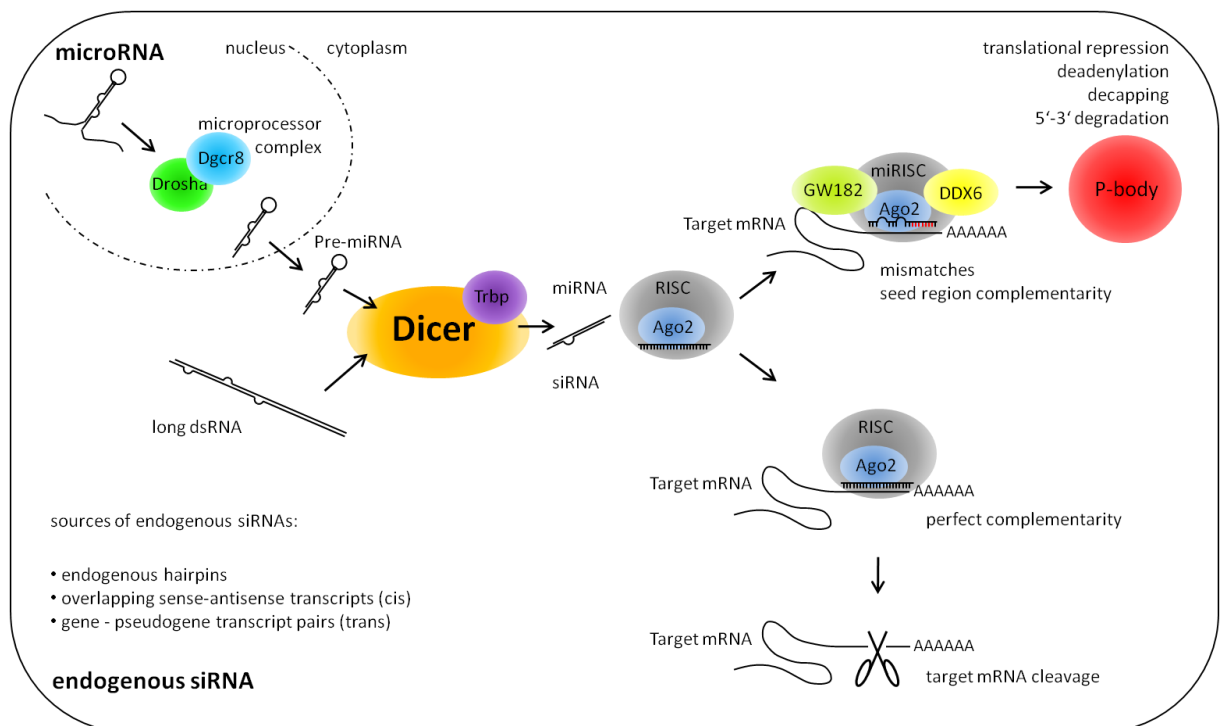 microRNA
nucleus
cytoplasm
microprocessor
complex
Dgcr8
Drosha
Pre-miRNA
long dsRNA
Dicer
Trbp
miRNA
siRNA
RISC
Ago2
translational repression
deadenylation
decapping
5‘-3‘ degradation
GW182
miRISC
Ago2
DDX6
P-body
Target mRNA
AAAAAA
mismatches
seed region complementarity
RISC
Ago2
Target mRNA
AAAAAA
perfect complementarity
Target mRNA
AAAAAA
target mRNA cleavage
sources of endogenous siRNAs:
• endogenous hairpins
• overlapping sense-antisense transcripts (cis)
• gene - pseudogene transcript pairs (trans)
endogenous siRNA